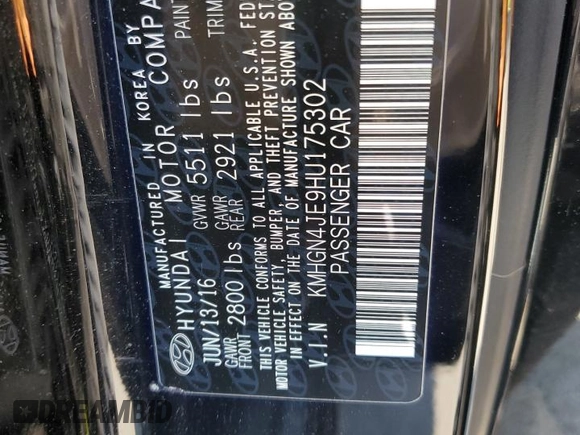 MANUFACTURED IN KOREA BY
HYUNDAI MOTOR COMPA
JUN/13/16 GVWR 5511 lbs PAINT
GAWR FRONT 2800 lbs GAWR REAR 2921 lbs TRIM
THIS VEHICLE CONFORMS TO ALL APPLICABLE U.S.A. FED
MOTOR VEHICLE SAFETY, BUMPER AND THEFT PREVENTION ST
IN EFFECT ON THE DATE OF MANUFACTURE SHOWN ABO
V.I.N KMHGN4JE9HU175302
PASSENGER CAR
DREAMBID